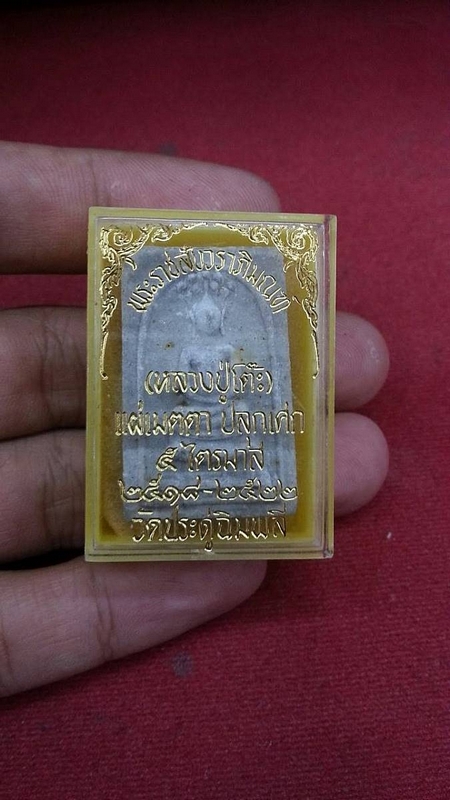 พระราชสังวราภิมณฑ์
(หลวงปู่โต๊ะ)
แผ่เมตตา ปลุกเศก
๕ ไตรมาส
๒๕๑๘-๒๕๒๒
วัดประดู่ฉิมพลี